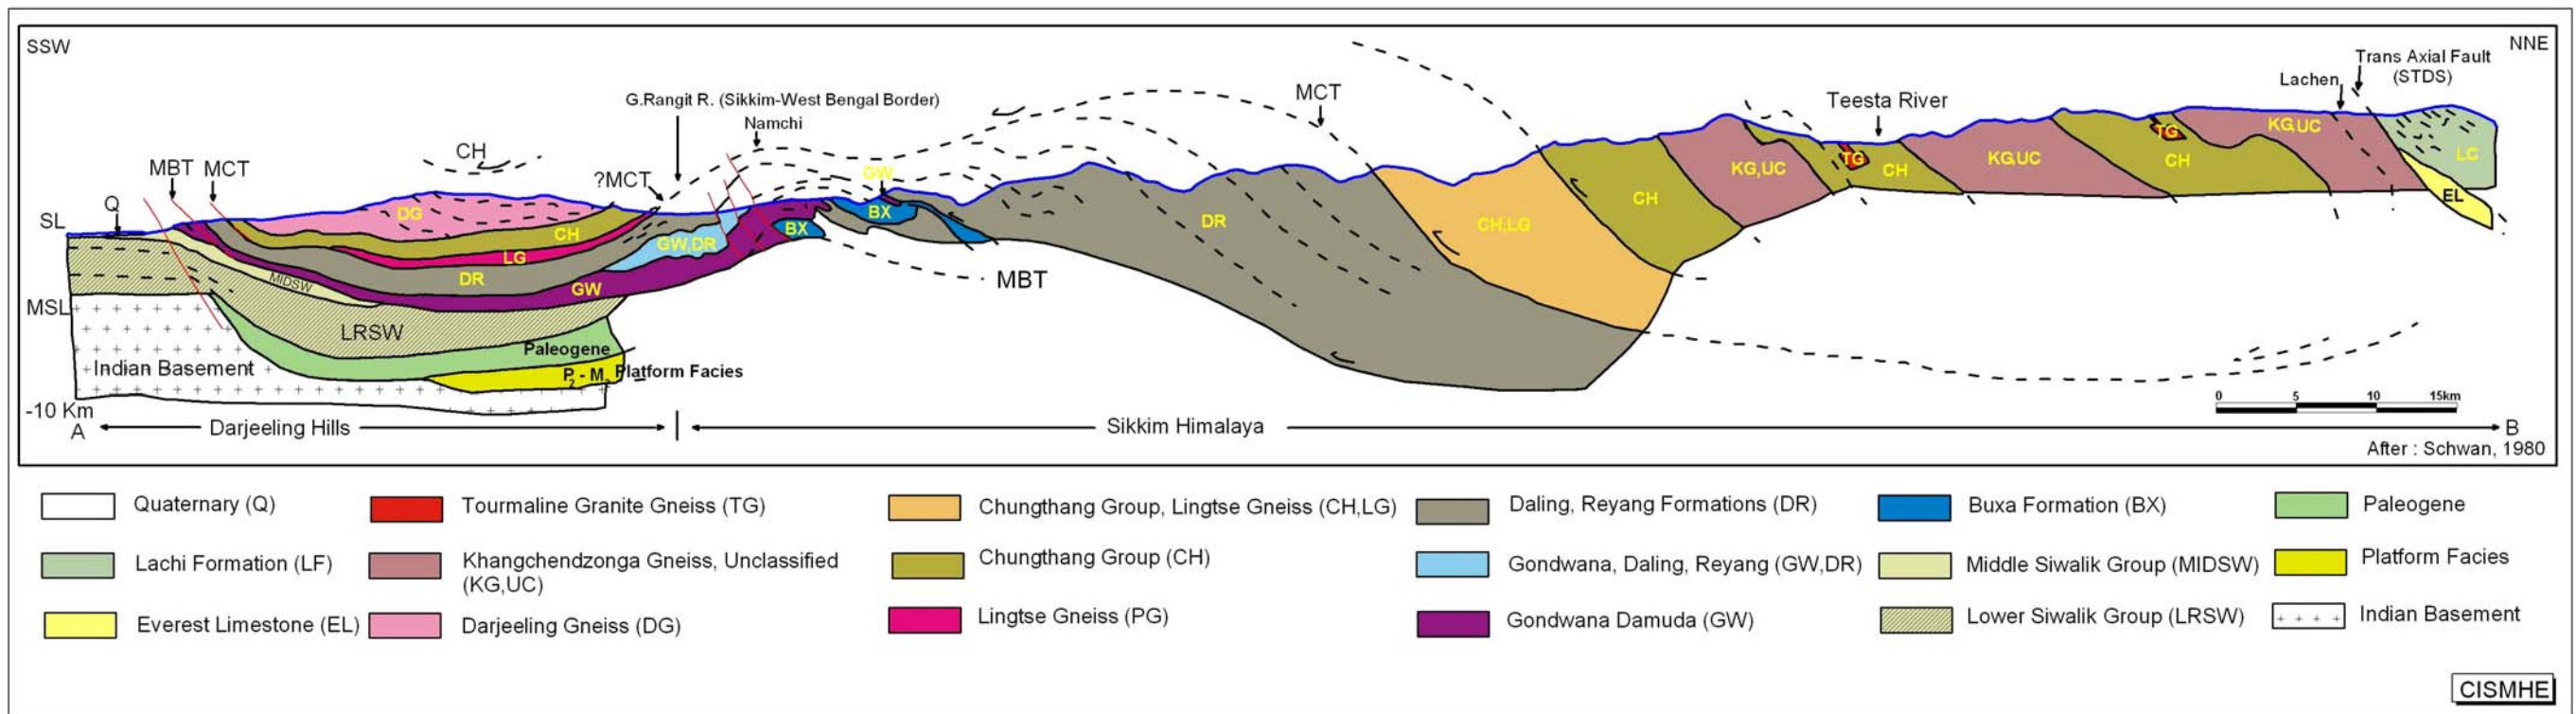 SSW
NNE
Trans Axial Fault
(STDS)
Lachen
MCT
Teesta River
G.Rangit R. (Sikkim-West Bengal Border)
Namchi
CH
MBT
MCT
?MCT
GW
Q
SL
DG
CH
LG
DR
GW
GW,DR
BX
BX
MBT
DR
CH,LG
CH
KG,UC
TG
CH
KG,UC
TG
CH
KG,UC
LC
EL
MIDSW
MSL
LRSW
Paleogene
Indian Basement
P2 - M2 Platform Facies
-10 Km
0 5 10 15km
A
Darjeeling Hills
Sikkim Himalaya
B
After : Schwan, 1980
Quaternary (Q)
Lachi Formation (LF)
Everest Limestone (EL)
Tourmaline Granite Gneiss (TG)
Khangchendzonga Gneiss, Unclassified
(KG,UC)
Darjeeling Gneiss (DG)
Chungthang Group, Lingtse Gneiss (CH,LG)
Chungthang Group (CH)
Lingtse Gneiss (PG)
Daling, Reyang Formations (DR)
Gondwana, Daling, Reyang (GW,DR)
Gondwana Damuda (GW)
Buxa Formation (BX)
Middle Siwalik Group (MIDSW)
Lower Siwalik Group (LRSW)
Paleogene
Platform Facies
Indian Basement
CISMHE